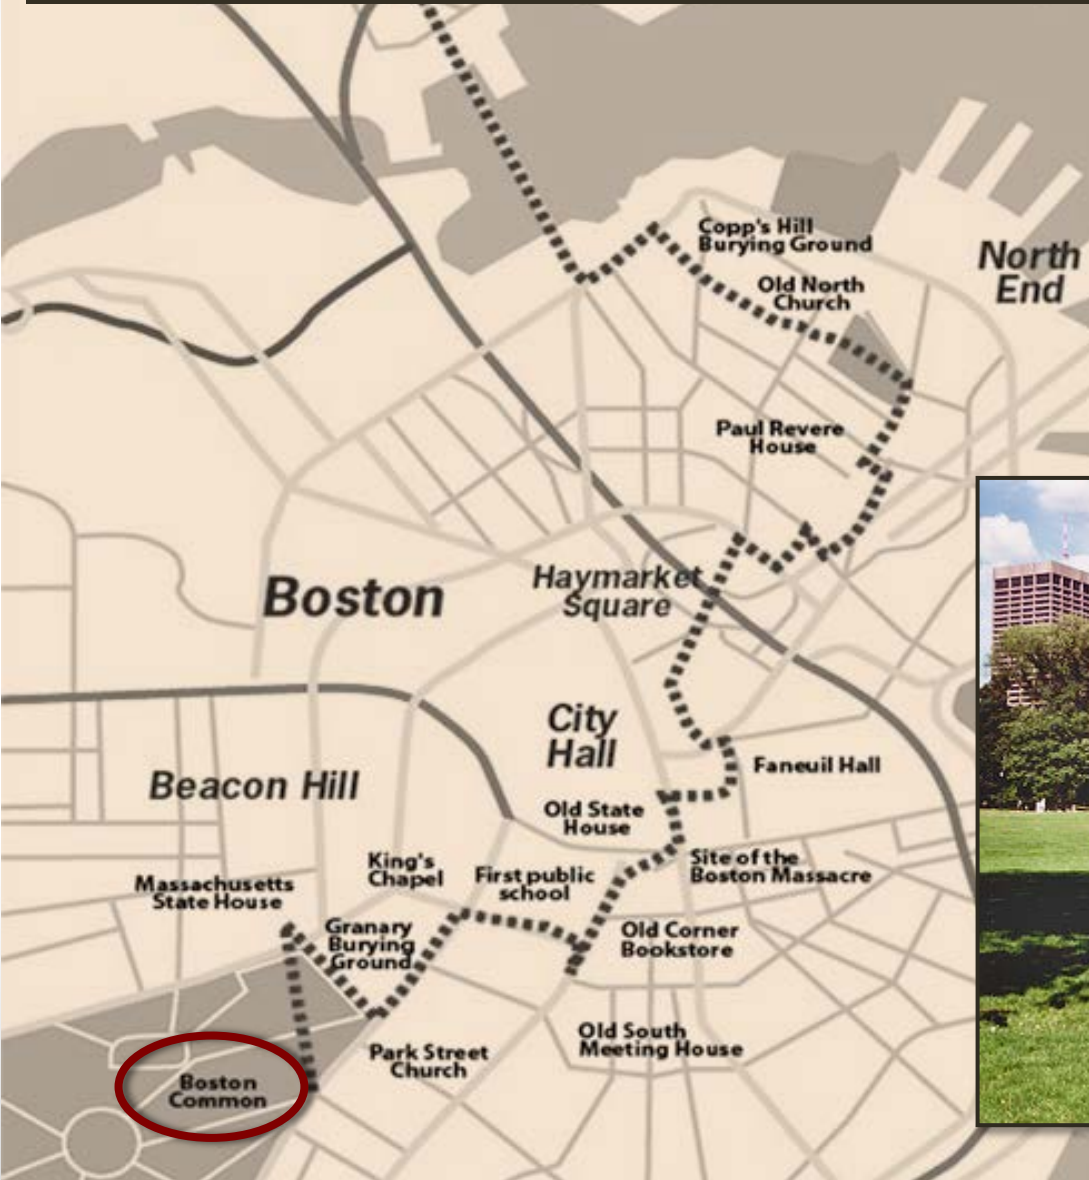 Copp's Hill
Burying Ground
North
End
Old North
Church
Paul Revere
House
Boston
Haymarket
Square
City
Hall
Faneuil Hall
Beacon Hill
Old State
House
King's
Chapel
First public
school
Site of the
Boston Massacre
Massachusetts
State House
Granary
Burying
Ground
Old Corner
Bookstore
Old South
Meeting House
Park Street
Church
Boston
Common